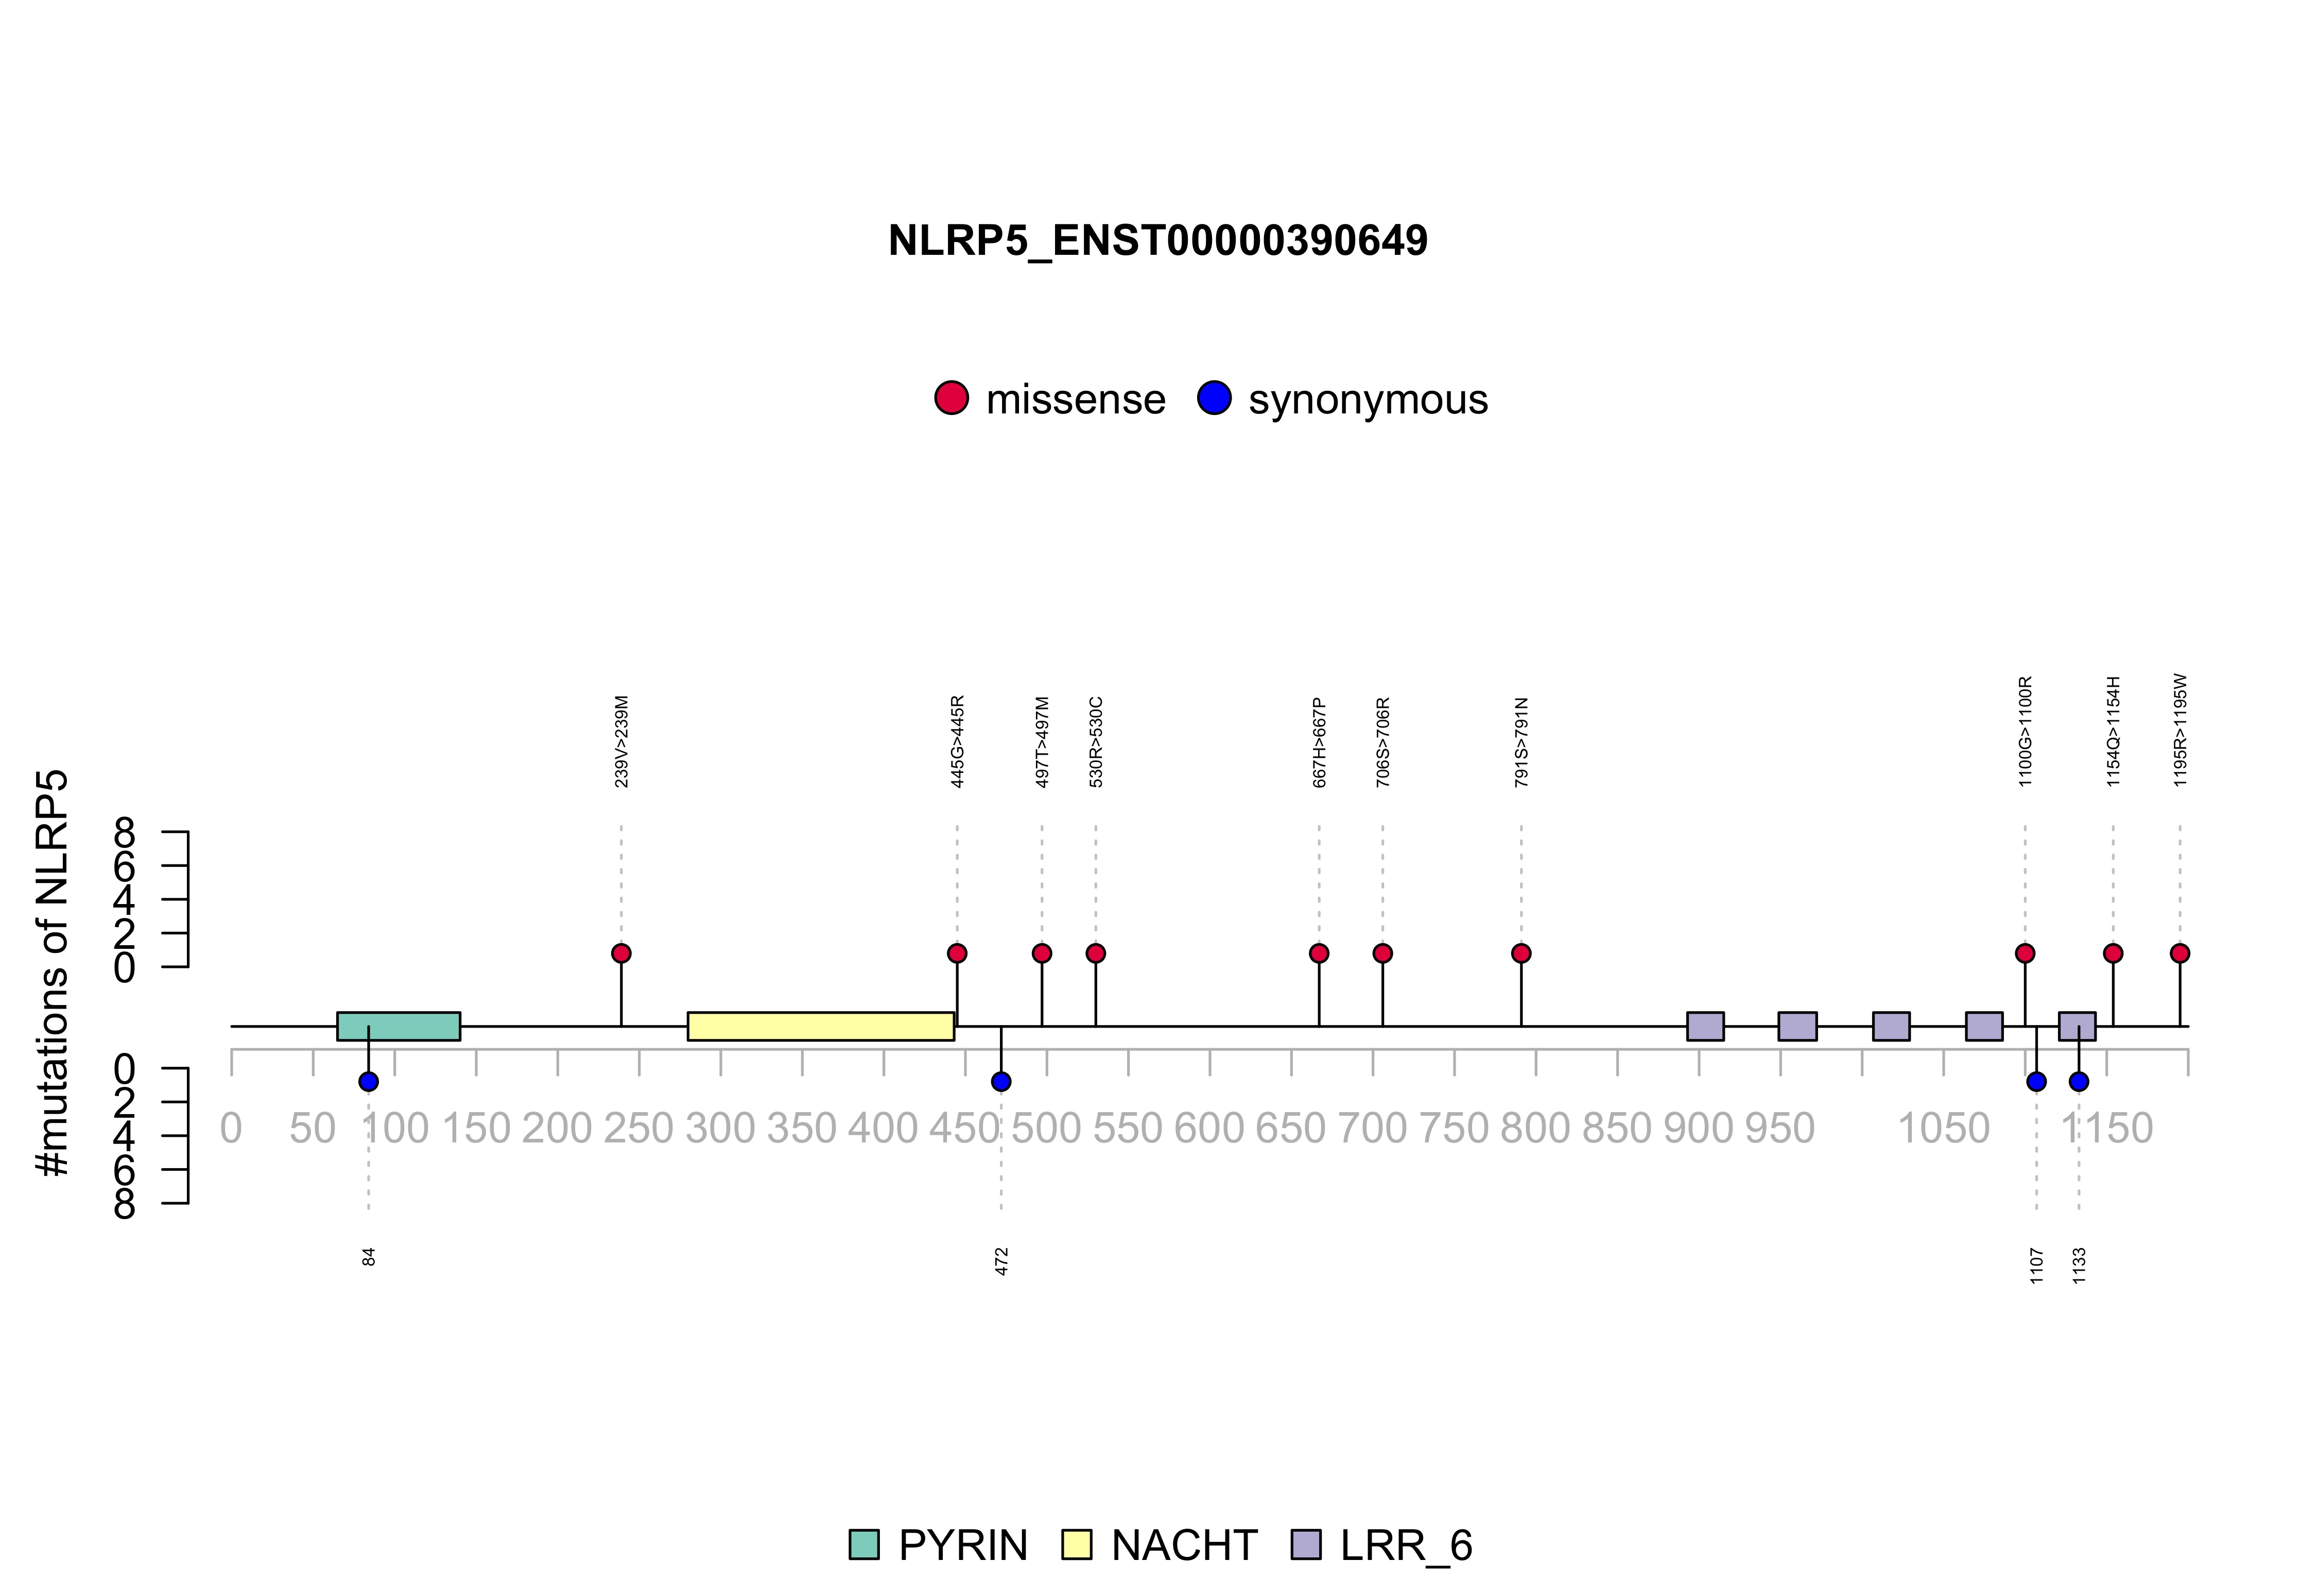 NLRP5_ENST00000390649
missense synonymous
239V>239M
445G>445R
497T>497M
530R>530C
667H>667P
706S>706R
791S>791N
1100G>1100R
1154Q>1154H
1195R>1195W
#mutations of NLRP5
8
6
4
2
0
0
2
4
6
8
0 50 100 150 200 250 300 350 400 450 500 550 600 650 700 750 800 850 900 950 1050 1150
84
472
1107
1133
PYRIN NACHT LRR_6